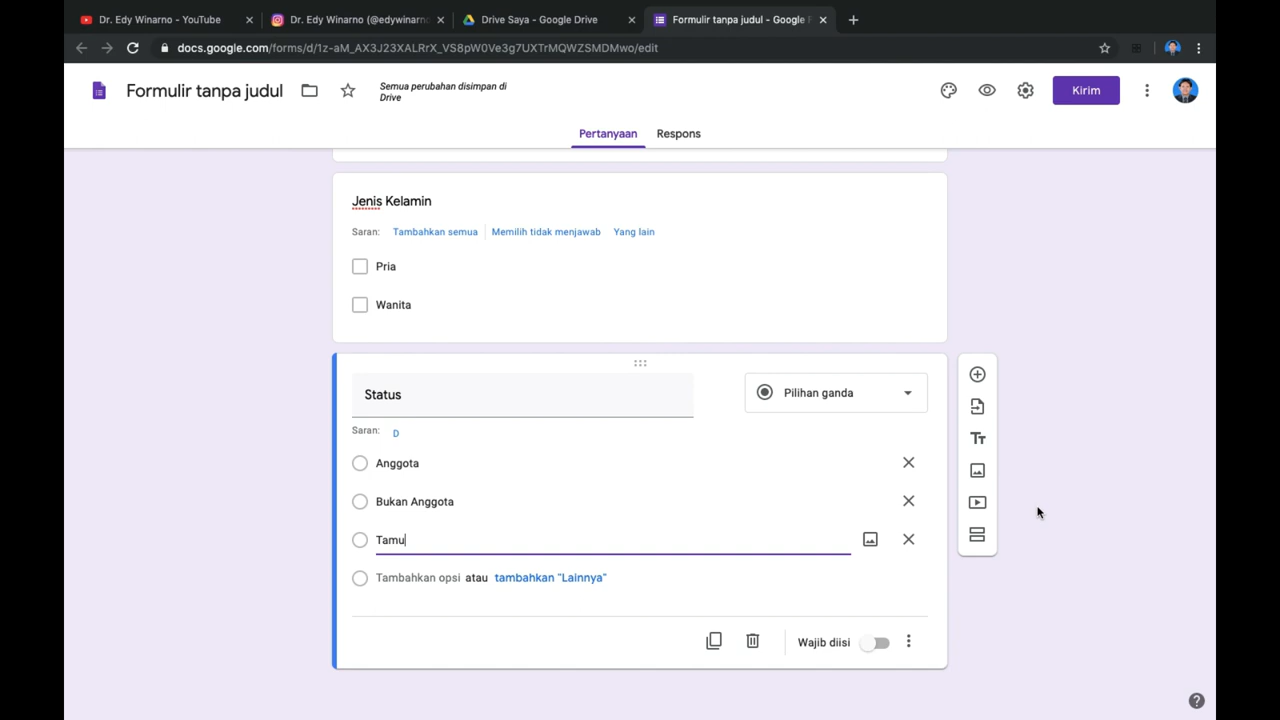 Dr. Edy Winarno - YouTube
Dr. Edy Winarno (@edywinarno
Drive Saya - Google Drive
Formulir tanpa judul - Google F
docs.google.com/forms/d/1z-aM_AX3J23XALRrX_VS8pW0Ve3g7UXTrMQWZSMDMwo/edit
Formulir tanpa judul
Semua perubahan disimpan di
Drive
Kirim
Pertanyaan Respons
Jenis Kelamin
Saran: Tambahkan semua Memilih tidak menjawab Yang lain
Pria
Wanita
Status
Pilihan ganda
Saran: D
Anggota
Bukan Anggota
Tamu
Tambahkan opsi atau tambahkan "Lainnya"
Wajib diisi